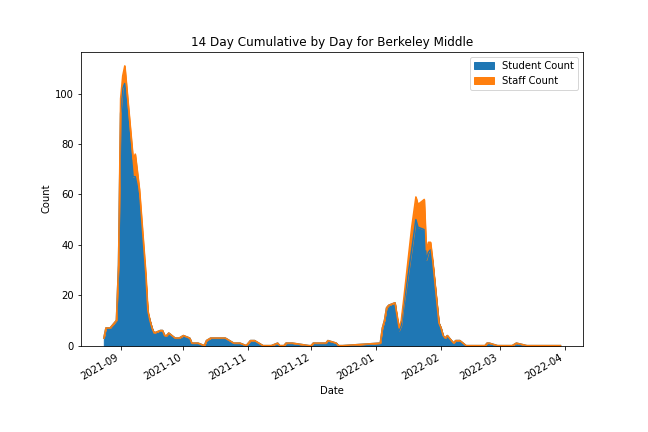 14 Day Cumulative by Day for Berkeley Middle
Student Count
Staff Count
Count
100
80
60
40
20
0
2021-09
2021-10
2021-11
2021-12
2022-01
2022-02
2022-03
2022-04
Date